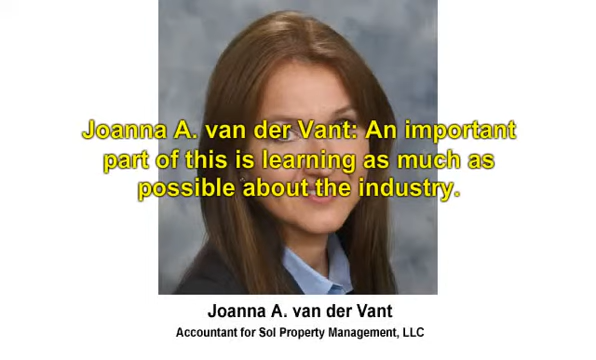 Joanna A. van der Vant: An important
part of this is learning as much as
possible about the industry.
Joanna A. van der Vant
Accountant for Sol Property Management, LLC